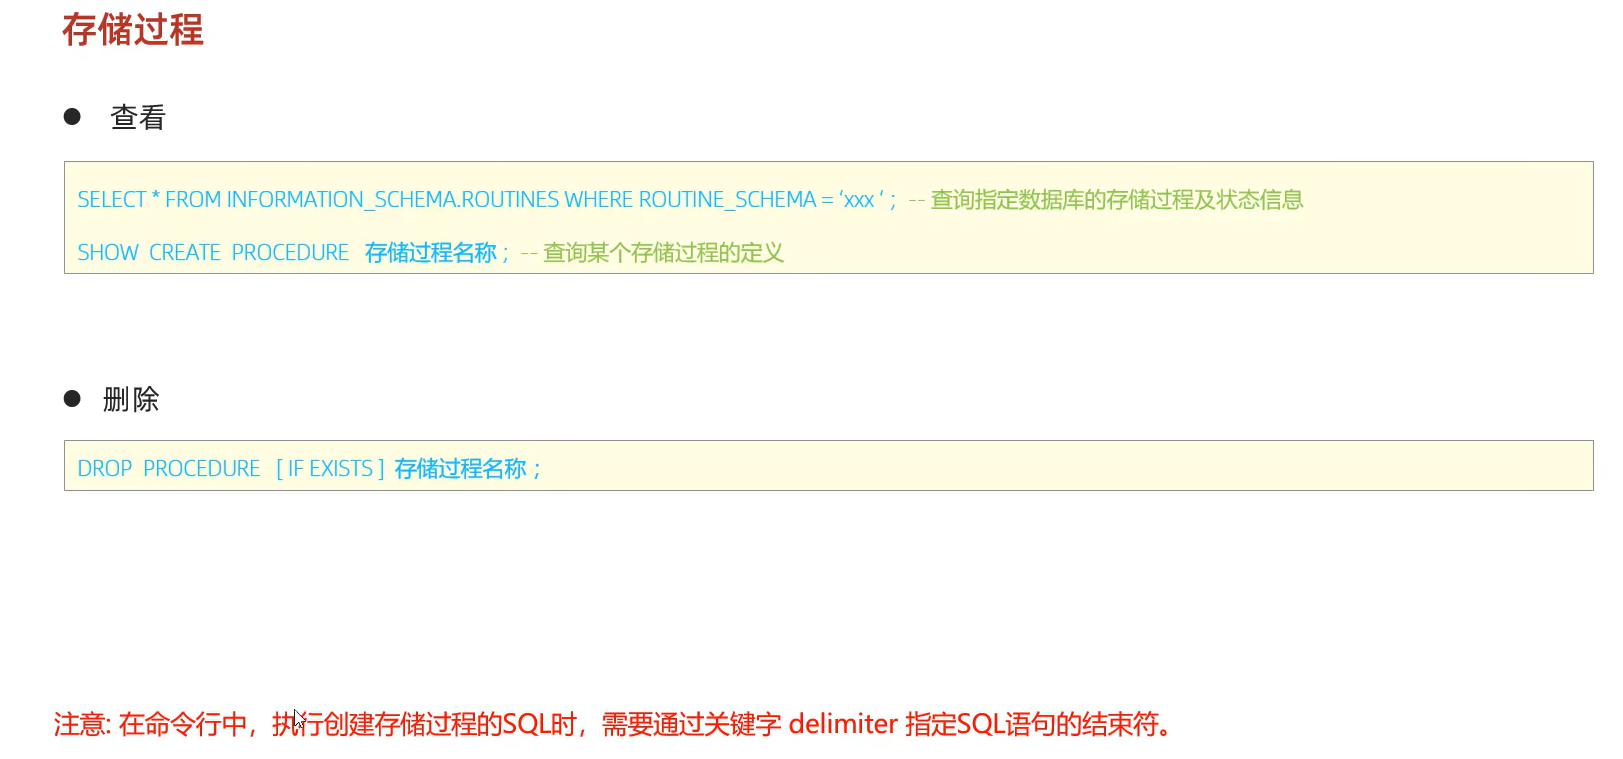 存储过程
● 查看
SELECT * FROM INFORMATION_SCHEMA.ROUTINES WHERE ROUTINE_SCHEMA = ‘xxx ‘ ; -- 查询指定数据库的存储过程及状态信息
SHOW CREATE PROCEDURE 存储过程名称 ; -- 查询某个存储过程的定义
● 删除
DROP PROCEDURE [ IF EXISTS ] 存储过程名称 ;
注意: 在命令行中，执行创建存储过程的SQL时，需要通过关键字 delimiter 指定SQL语句的结束符。